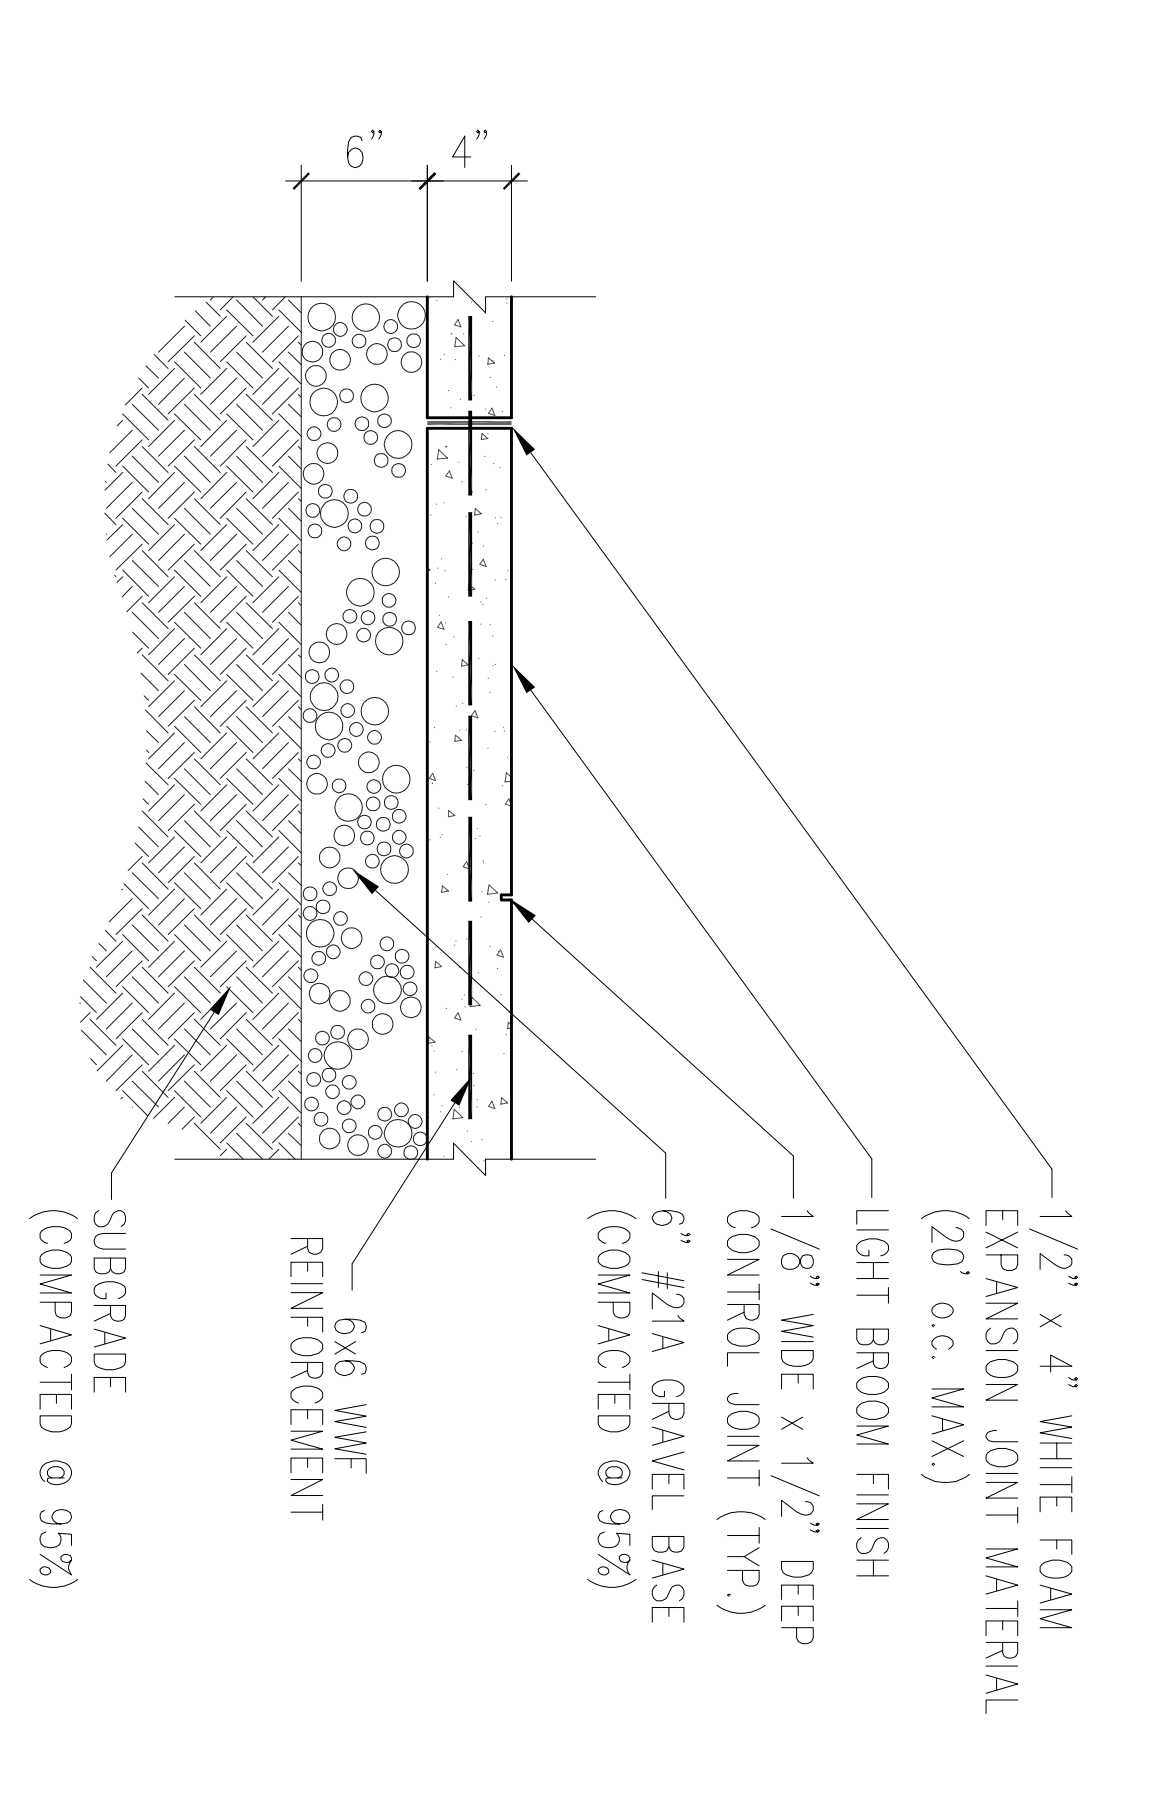 1/2" x 4" WHITE FOAM
EXPANSION JOINT MATERIAL
(20' o.c. MAX.)
LIGHT BROOM FINISH
1/8" WIDE x 1/2" DEEP
CONTROL JOINT (TYP.)
6" #21A GRAVEL BASE
(COMPACTED @ 95%)
4"
6"
6x6 WWF
REINFORCEMENT
SUBGRADE
(COMPACTED @ 95%)